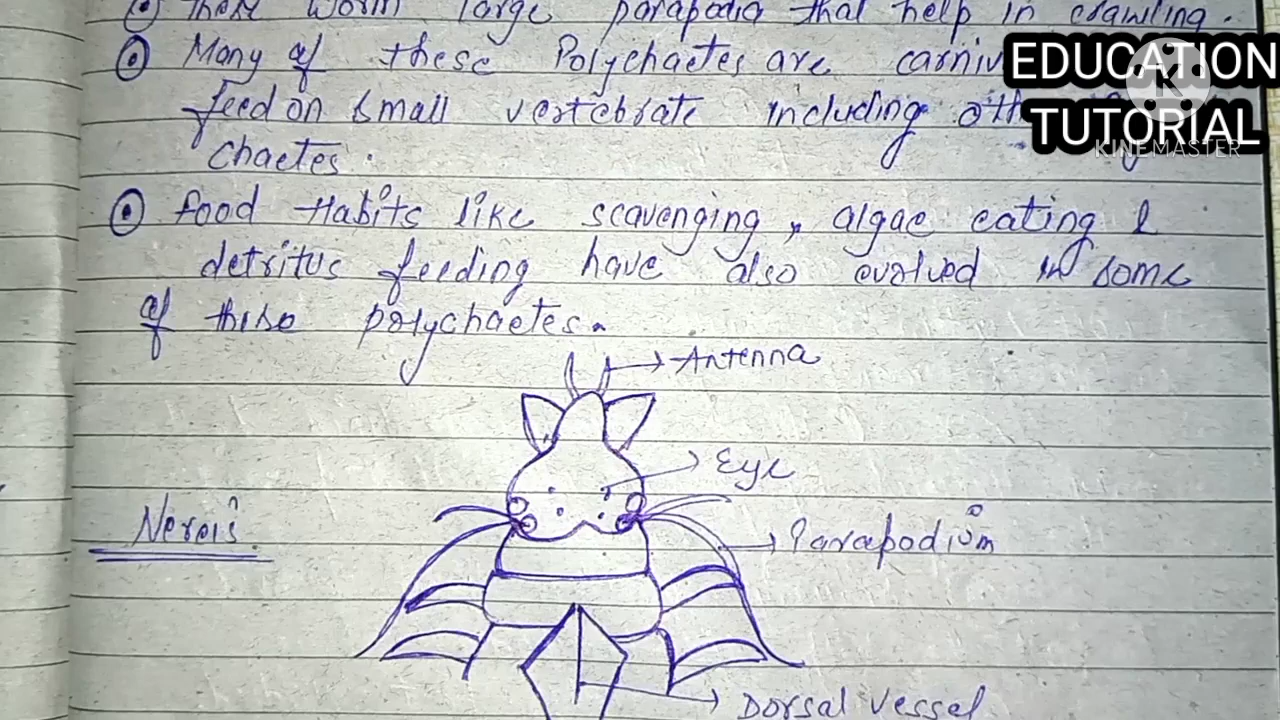 These worm large parapodia that help in crawling.
Many of these Polychaetes are
feed on small vertebrate including
chaetes.
food Habits like scavenging, algae eating &
detritus feeding have also evolved in some
of these polychaetes.
Antenna
Eye
Nereis
Parapodium
Dorsal Vessel
EDUCATION
TUTORIAL
KINEMASTER